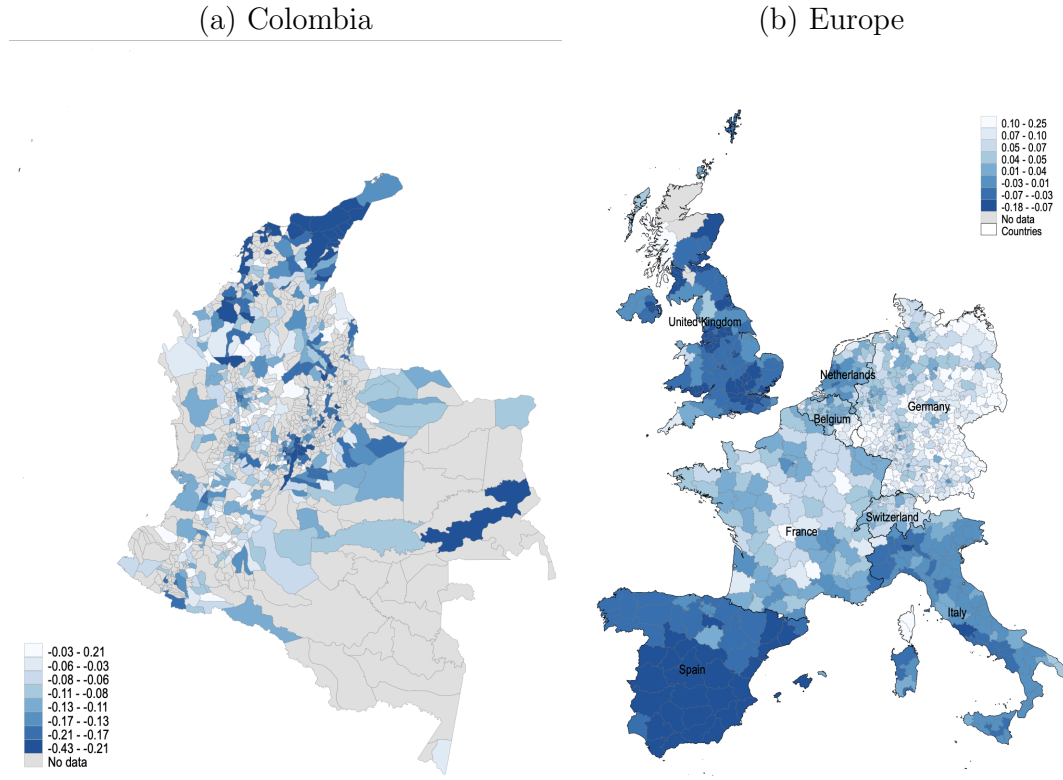 (a) Colombia
(b) Europe
0.10 - 0.25
0.07 - 0.10
0.05 - 0.07
0.04 - 0.05
0.01 - 0.04
-0.03 - 0.01
-0.07 - -0.03
-0.18 - -0.07
No data
Countries
United Kingdom
Netherlands
Germany
Belgium
Switzerland
France
Italy
Spain
-0.03 - 0.21
-0.06 - -0.03
-0.08 - -0.06
-0.11 - -0.08
-0.13 - -0.11
-0.17 - -0.13
-0.21 - -0.17
-0.43 - -0.21
No data